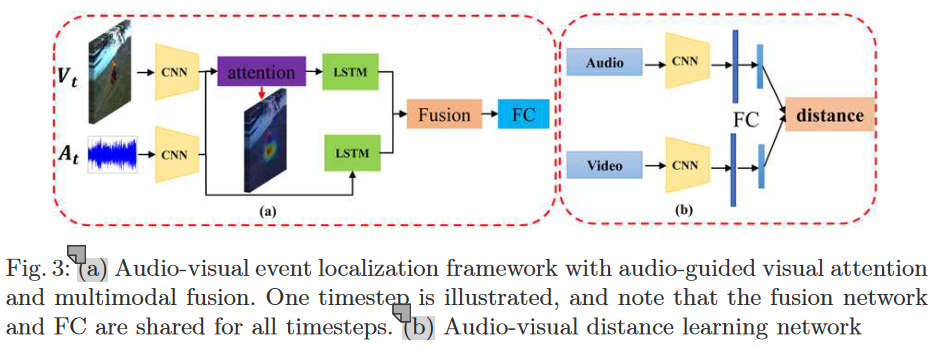 V_t
CNN
attention
LSTM
Fusion
FC
A_t
CNN
LSTM
(a)
Audio
CNN
FC
distance
Video
CNN
(b)
Fig. 3: (a) Audio-visual event localization framework with audio-guided visual attention
and multimodal fusion. One timestep is illustrated, and note that the fusion network
and FC are shared for all timesteps. (b) Audio-visual distance learning network